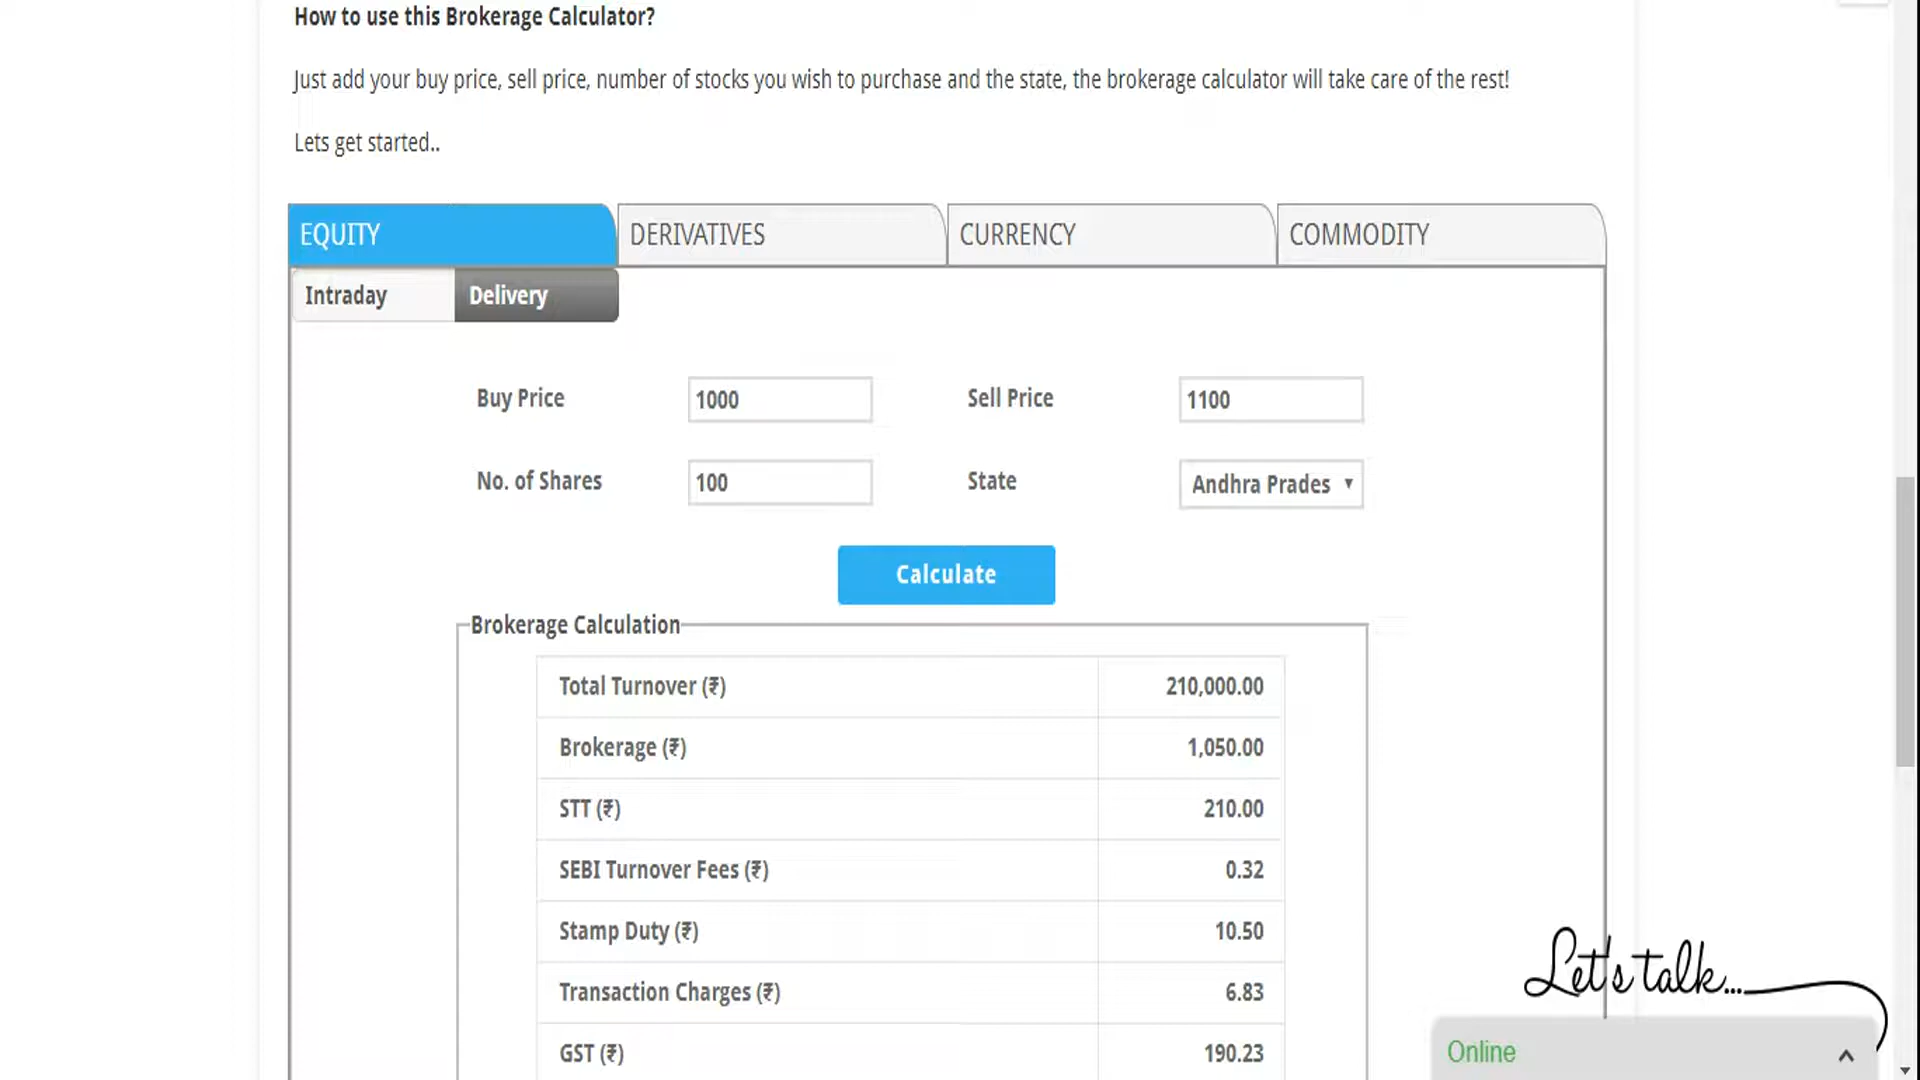 How to use this Brokerage Calculator?
Just add your buy price, sell price, number of stocks you wish to purchase and the state, the brokerage calculator will take care of the rest!
Lets get started..
EQUITY DERIVATIVES CURRENCY COMMODITY
Intraday Delivery
Buy Price 1000 Sell Price 1100
No. of Shares 100 State Andhra Prades
Calculate
Brokerage Calculation
Total Turnover (₹) 210,000.00
Brokerage (₹) 1,050.00
STT (₹) 210.00
SEBI Turnover Fees (₹) 0.32
Stamp Duty (₹) 10.50
Transaction Charges (₹) 6.83
GST (₹) 190.23
Let's talk...
Online